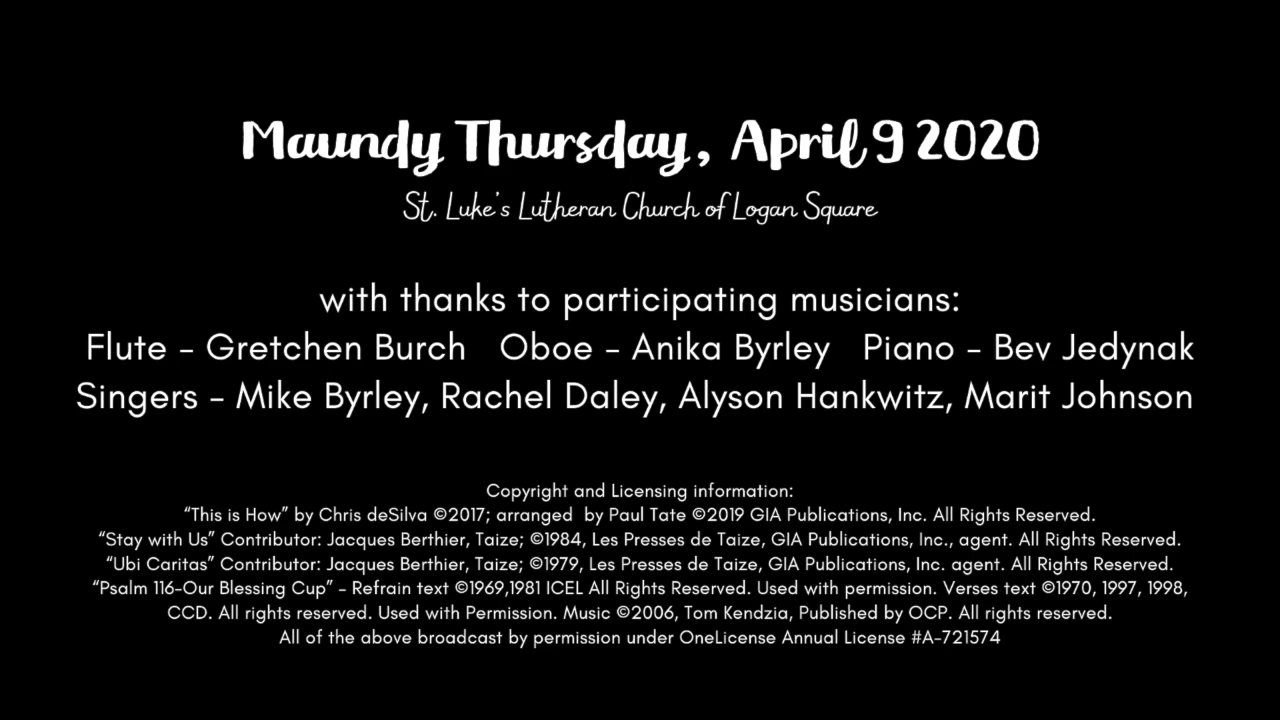 Maundy Thursday, April 9 2020
St. Luke's Lutheran Church of Logan Square
with thanks to participating musicians:
Flute - Gretchen Burch   Oboe - Anika Byrley   Piano - Bev Jedynak
Singers - Mike Byrley, Rachel Daley, Alyson Hankwitz, Marit Johnson
Copyright and Licensing information:
“This is How” by Chris deSilva ©2017; arranged  by Paul Tate ©2019 GIA Publications, Inc. All Rights Reserved.
“Stay with Us” Contributor: Jacques Berthier, Taize; ©1984, Les Presses de Taize, GIA Publications, Inc., agent. All Rights Reserved.
“Ubi Caritas” Contributor: Jacques Berthier, Taize; ©1979, Les Presses de Taize, GIA Publications, Inc. agent. All Rights Reserved.
“Psalm 116-Our Blessing Cup” - Refrain text ©1969,1981 ICEL All Rights Reserved. Used with permission. Verses text ©1970, 1997, 1998,
CCD. All rights reserved. Used with Permission. Music ©2006, Tom Kendzia, Published by OCP. All rights reserved.
All of the above broadcast by permission under OneLicense Annual License #A-721574